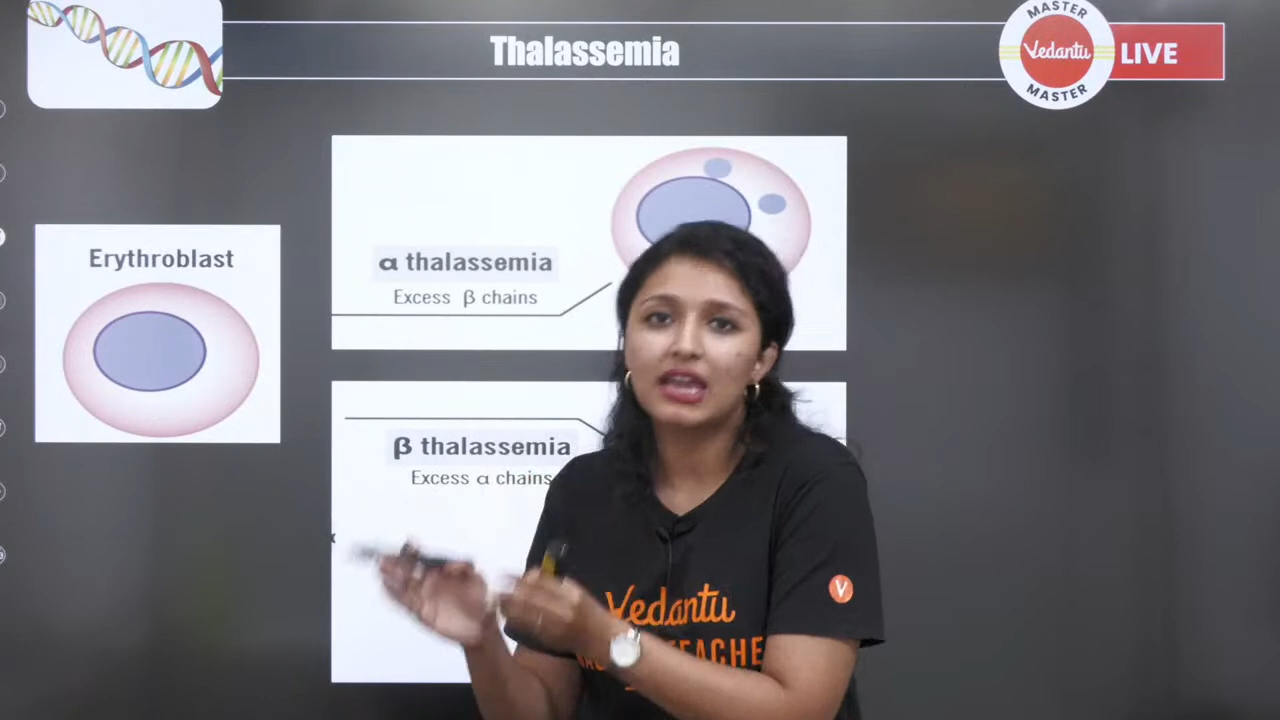 Thalassemia
MASTER
Vedantu
MASTER
LIVE
Erythroblast
α thalassemia
Excess β chains
β thalassemia
Excess α chains
Vedantu
V